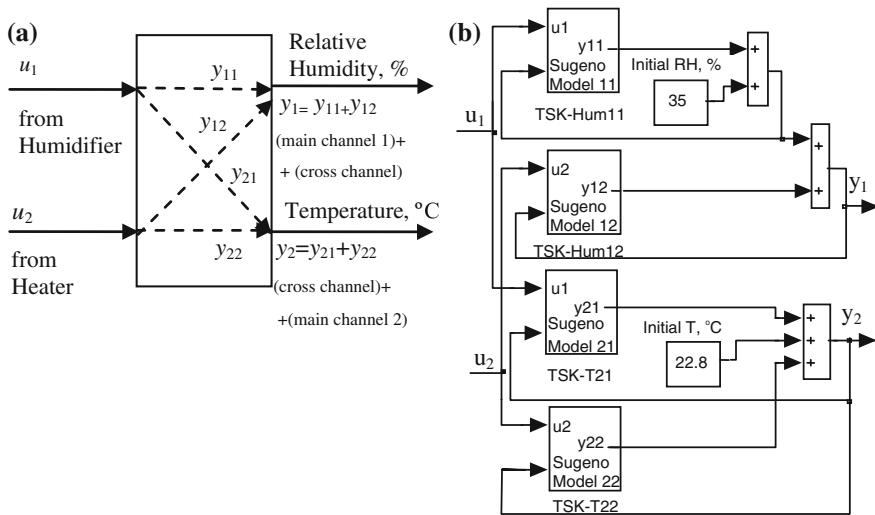 (a)
u1
from
Humidifier
u2
from
Heater
y11
y12
y21
y22
Relative
Humidity, %
y1= y11+y12
(main channel 1)+
+ (cross channel)
Temperature, °C
y2=y21+y22
(cross channel)+
+(main channel 2)
(b)
u1
u2
u1
y11
Sugeno
Model 11
TSK-Hum11
Initial RH, %
35
+
+
u2
y12
Sugeno
Model 12
TSK-Hum12
+
+
y1
u1
y21
Sugeno
Model 21
TSK-T21
Initial T, °C
22.8
+
+
+
y2
u2
y22
Sugeno
Model 22
TSK-T22